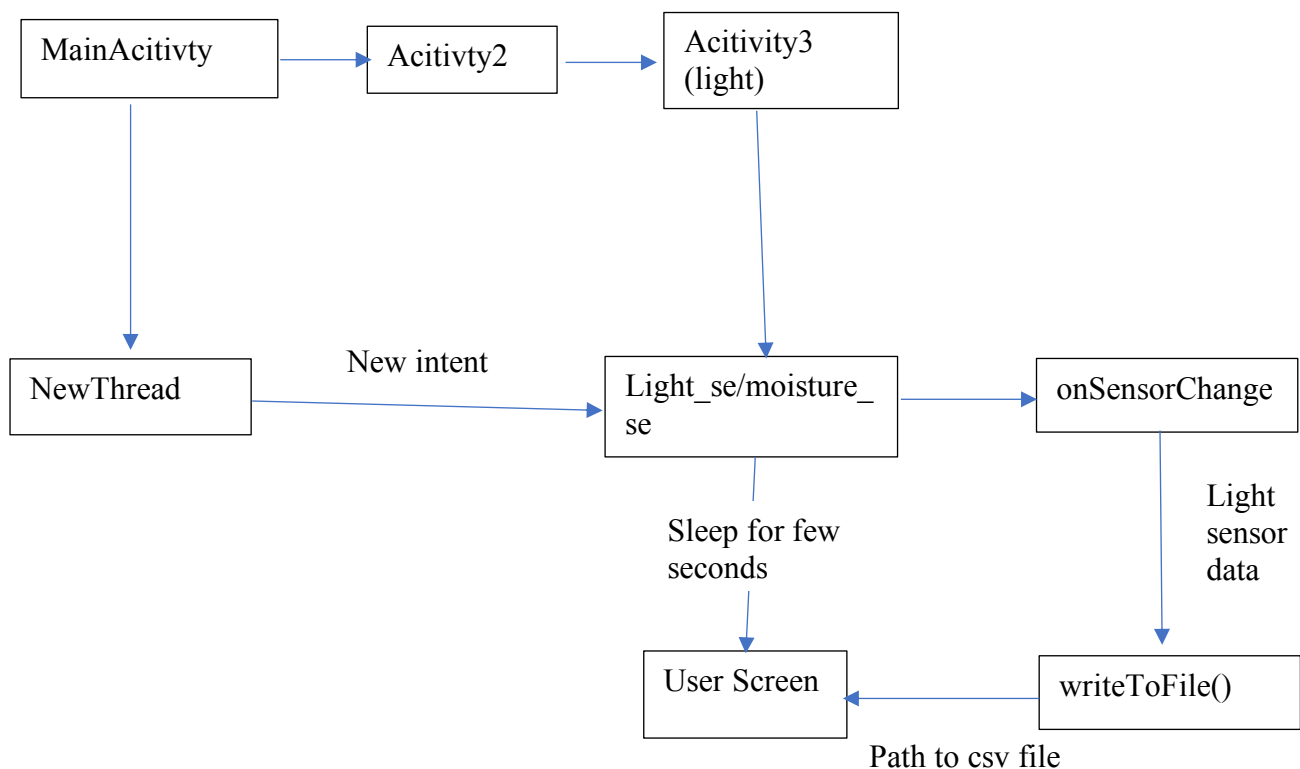 MainAcitivty
Acitivty2
Acitivity3
(light)
NewThread
New intent
Light_se/moisture_
se
onSensorChange
Sleep for few
seconds
Light
sensor
data
User Screen
writeToFile()
Path to csv file